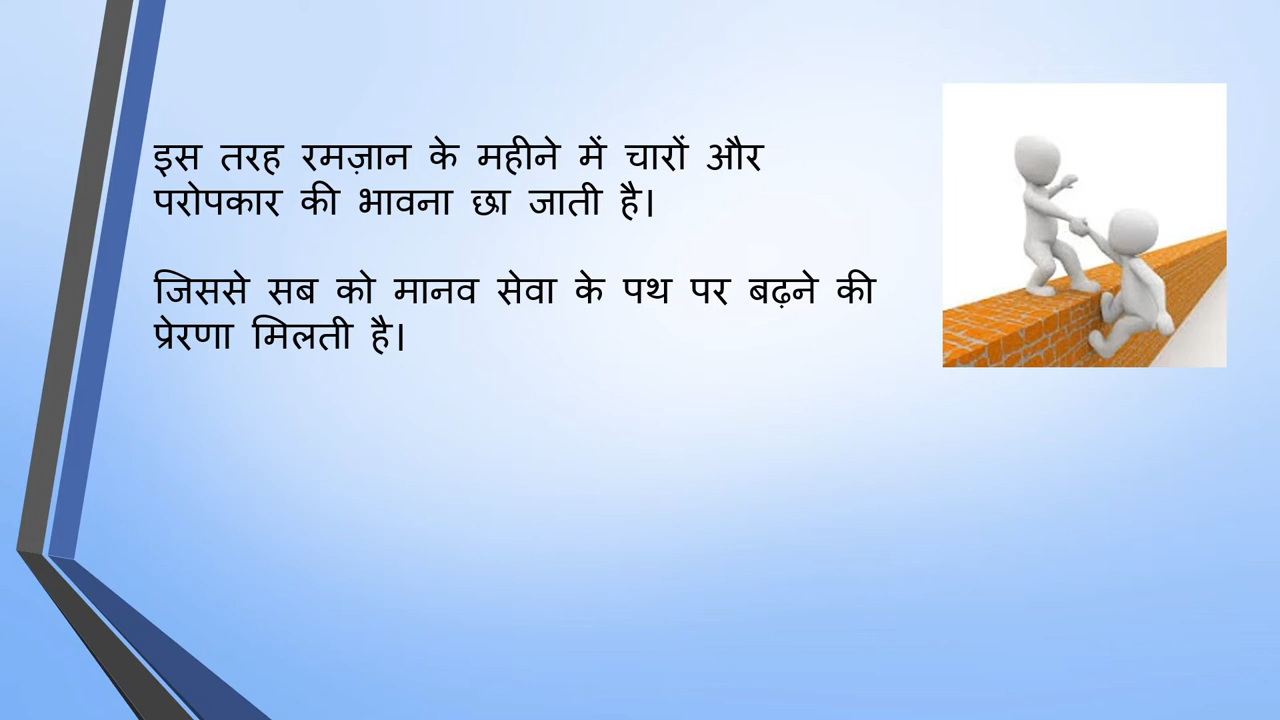 इस तरह रमज़ान के महीने में चारों और
परोपकार की भावना छा जाती है।
जिससे सब को मानव सेवा के पथ पर बढ़ने की
प्रेरणा मिलती है।